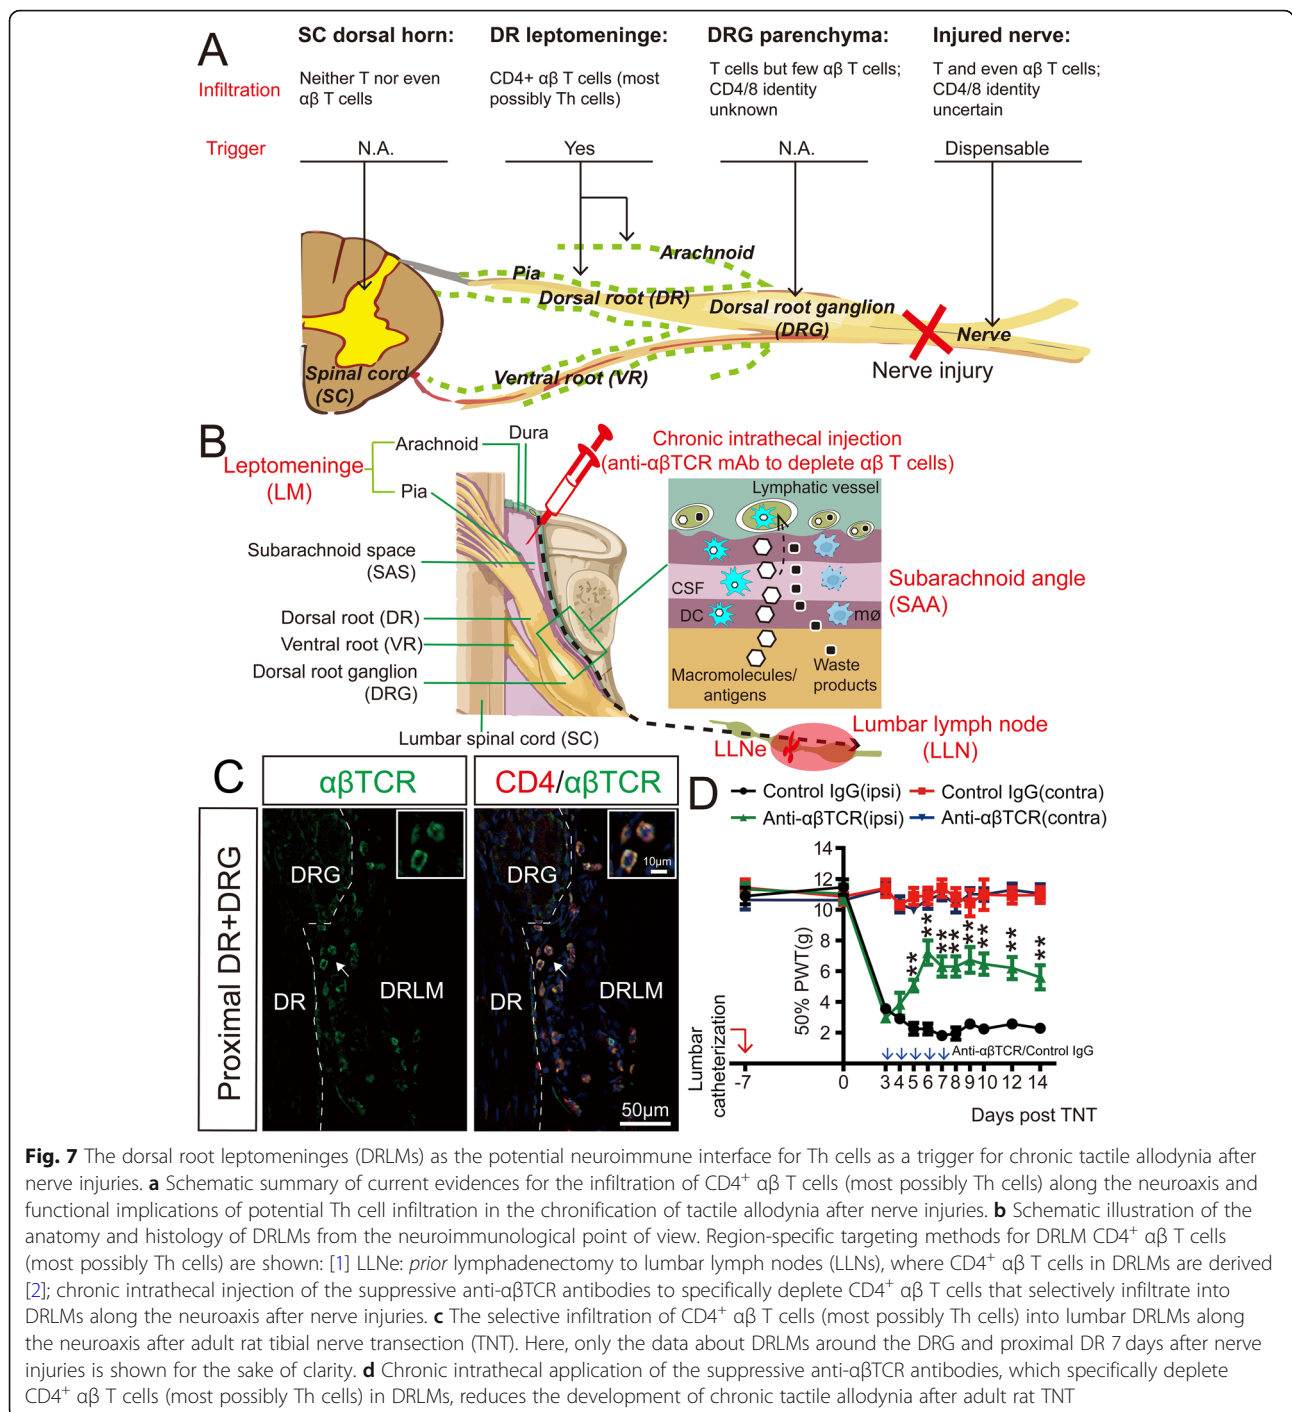 A
SC dorsal horn:
DR leptomeninge:
DRG parenchyma:
Injured nerve:
Infiltration
Neither T nor even
αβ T cells
CD4+ αβ T cells (most
possibly Th cells)
T cells but few αβ T cells;
CD4/8 identity
unknown
T and even αβ T cells;
CD4/8 identity
uncertain
Trigger
N.A.
Yes
N.A.
Dispensable
Arachnoid
Pia
Dorsal root (DR)
Dorsal root ganglion
(DRG)
Nerve
Nerve injury
Spinal cord
(SC)
Ventral root (VR)
B
Leptomeninge
(LM)
Arachnoid
Dura
Pia
Chronic intrathecal injection
(anti-αβTCR mAb to deplete αβ T cells)
Subarachnoid space
(SAS)
Dorsal root (DR)
Ventral root (VR)
Dorsal root ganglion
(DRG)
Lumbar spinal cord (SC)
Lymphatic vessel
CSF
DC
mø
Macromolecules/
antigens
Waste
products
Subarachnoid angle
(SAA)
LLNe
Lumbar lymph node
(LLN)
C
αβTCR
CD4/αβTCR
Proximal DR+DRG
DRG
DR
DRLM
DRG
DR
DRLM
10μm
50μm
D
Control IgG(ipsi)
Control IgG(contra)
Anti-αβTCR(ipsi)
Anti-αβTCR(contra)
50% PWT(g)
14
12
10
8
6
4
2
**
**
**
**
**
**
**
**
Anti-αβTCR/Control IgG
Lumbar
catheterization
-7
0
3
4
5
6
7
8
9
10
12
14
Days post TNT
Fig. 7 The dorsal root leptomeninges (DRLMs) as the potential neuroimmune interface for Th cells as a trigger for chronic tactile allodynia after
nerve injuries. a Schematic summary of current evidences for the infiltration of CD4⁺ αβ T cells (most possibly Th cells) along the neuroaxis and
functional implications of potential Th cell infiltration in the chronification of tactile allodynia after nerve injuries. b Schematic illustration of the
anatomy and histology of DRLMs from the neuroimmunological point of view. Region-specific targeting methods for DRLM CD4⁺ αβ T cells
(most possibly Th cells) are shown: [1] LLNe: prior lymphadenectomy to lumbar lymph nodes (LLNs), where CD4⁺ αβ T cells in DRLMs are derived
[2]; chronic intrathecal injection of the suppressive anti-αβTCR antibodies to specifically deplete CD4⁺ αβ T cells that selectively infiltrate into
DRLMs along the neuroaxis after nerve injuries. c The selective infiltration of CD4⁺ αβ T cells (most possibly Th cells) into lumbar DRLMs along
the neuroaxis after adult rat tibial nerve transection (TNT). Here, only the data about DRLMs around the DRG and proximal DR 7 days after nerve
injuries is shown for the sake of clarity. d Chronic intrathecal application of the suppressive anti-αβTCR antibodies, which specifically deplete
CD4⁺ αβ T cells (most possibly Th cells) in DRLMs, reduces the development of chronic tactile allodynia after adult rat TNT